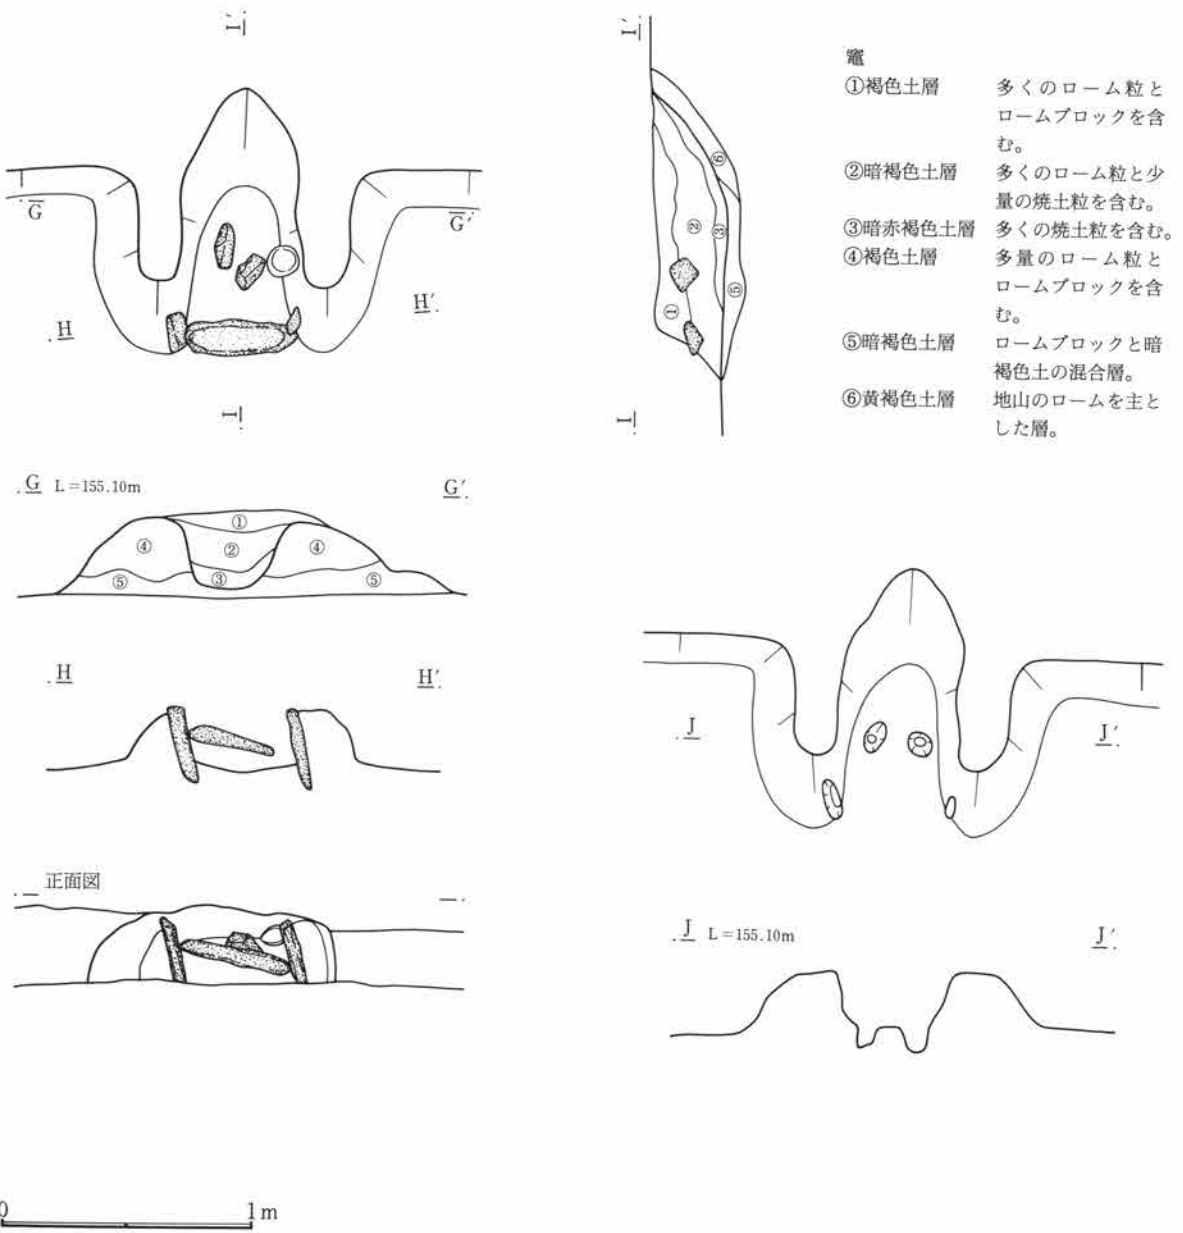 I′
I′
竈
①褐色土層 多くのローム粒と
ロームブロックを含
む。
②暗褐色土層 多くのローム粒と少
量の焼土粒を含む。
③暗赤褐色土層 多くの焼土粒を含む。
④褐色土層 多量のローム粒と
ロームブロックを含
む。
⑤暗褐色土層 ロームブロックと暗
褐色土の混合層。
⑥黄褐色土層 地山のロームを主と
した層。
G G′
H H′
I
⑥
②
③
⑤
①
I
G L=155.10m G′
①
④ ② ④
⑤ ③ ⑤
H H′
J J′
正面図
J L=155.10m J′
0 1m